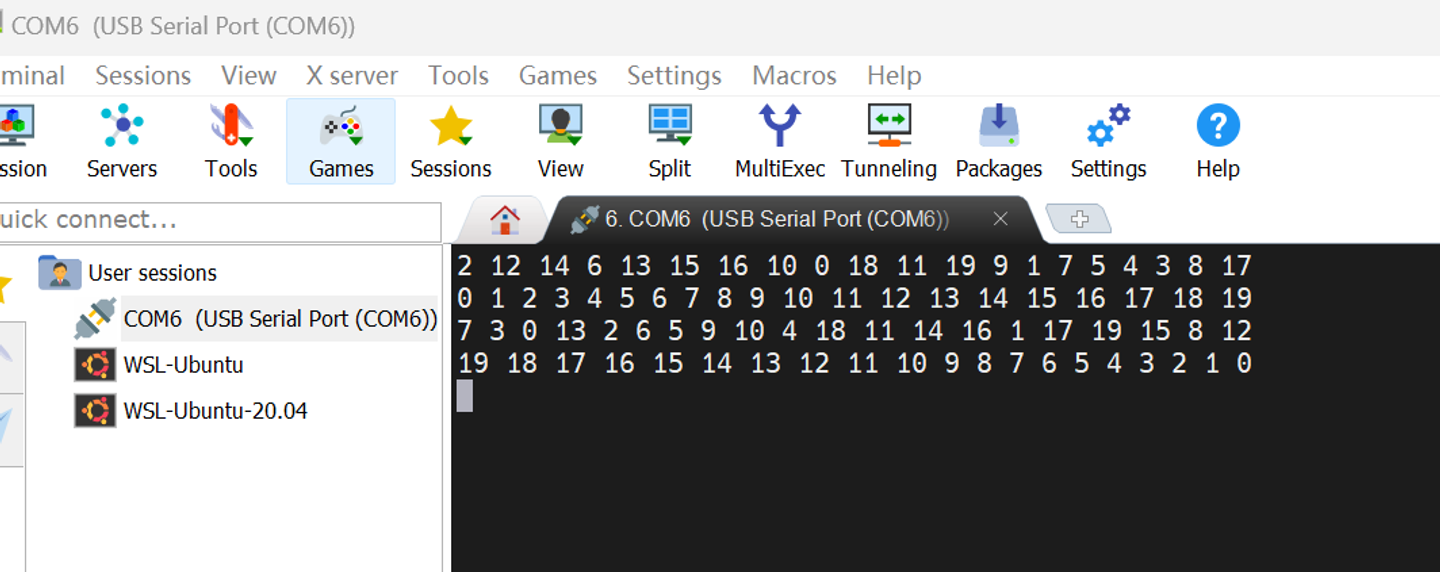 COM6 (USB Serial Port (COM6))
minal Sessions View X server Tools Games Settings Macros Help
ssion Servers Tools Games Sessions View Split MultiExec Tunneling Packages Settings Help
uick connect...
6. COM6 (USB Serial Port (COM6))
User sessions
COM6 (USB Serial Port (COM6))
WSL-Ubuntu
WSL-Ubuntu-20.04
2 12 14 6 13 15 16 10 0 18 11 19 9 1 7 5 4 3 8 17
0 1 2 3 4 5 6 7 8 9 10 11 12 13 14 15 16 17 18 19
7 3 0 13 2 6 5 9 10 4 18 11 14 16 1 17 19 15 8 12
19 18 17 16 15 14 13 12 11 10 9 8 7 6 5 4 3 2 1 0